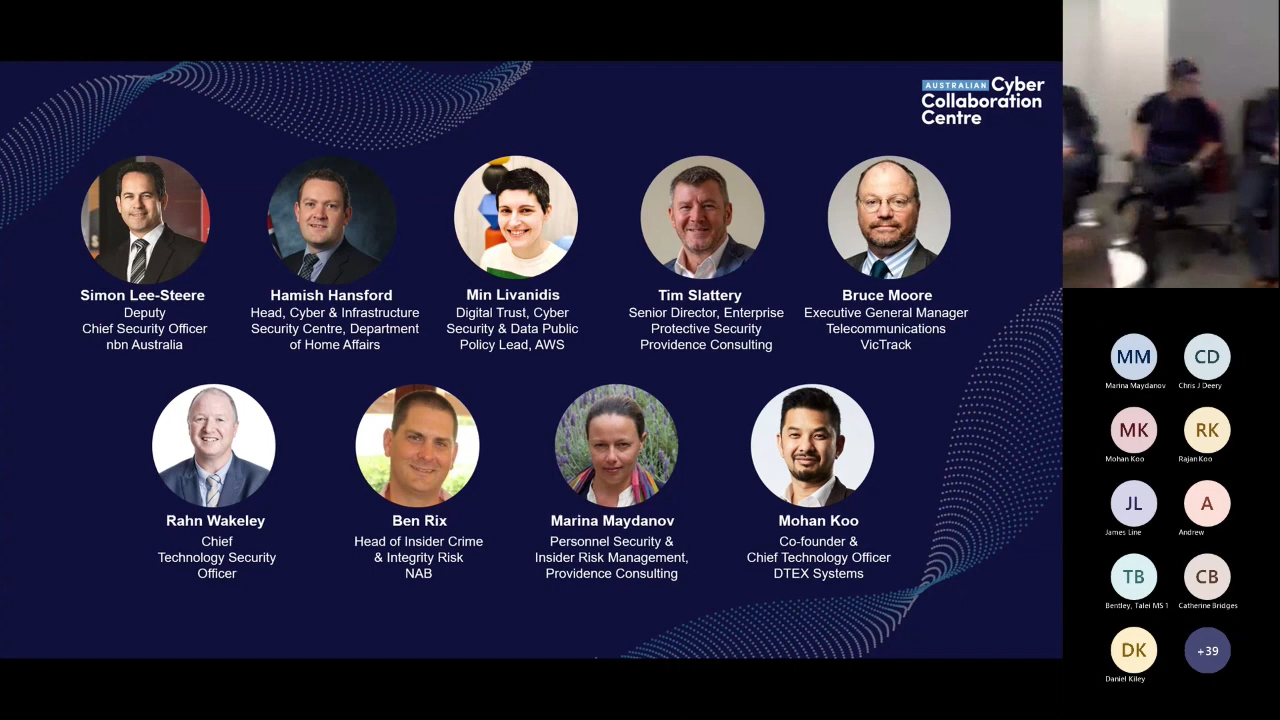 AUSTRALIAN Cyber
Collaboration
Centre
Simon Lee-Steere
Deputy
Chief Security Officer
nbn Australia
Hamish Hansford
Head, Cyber & Infrastructure
Security Centre, Department
of Home Affairs
Min Livanidis
Digital Trust, Cyber
Security & Data Public
Policy Lead, AWS
Tim Slattery
Senior Director, Enterprise
Protective Security
Providence Consulting
Bruce Moore
Executive General Manager
Telecommunications
VicTrack
Rahn Wakeley
Chief
Technology Security
Officer
Ben Rix
Head of Insider Crime
& Integrity Risk
NAB
Marina Maydanov
Personnel Security &
Insider Risk Management,
Providence Consulting
Mohan Koo
Co-founder &
Chief Technology Officer
DTEX Systems
MM
Marina Maydanov
CD
Chris J Deery
MK
Mohan Koo
RK
Rajan Koo
JL
James Line
A
Andrew
TB
Bentley, Talei MS 1
CB
Catherine Bridges
DK
Daniel Kiley
+39